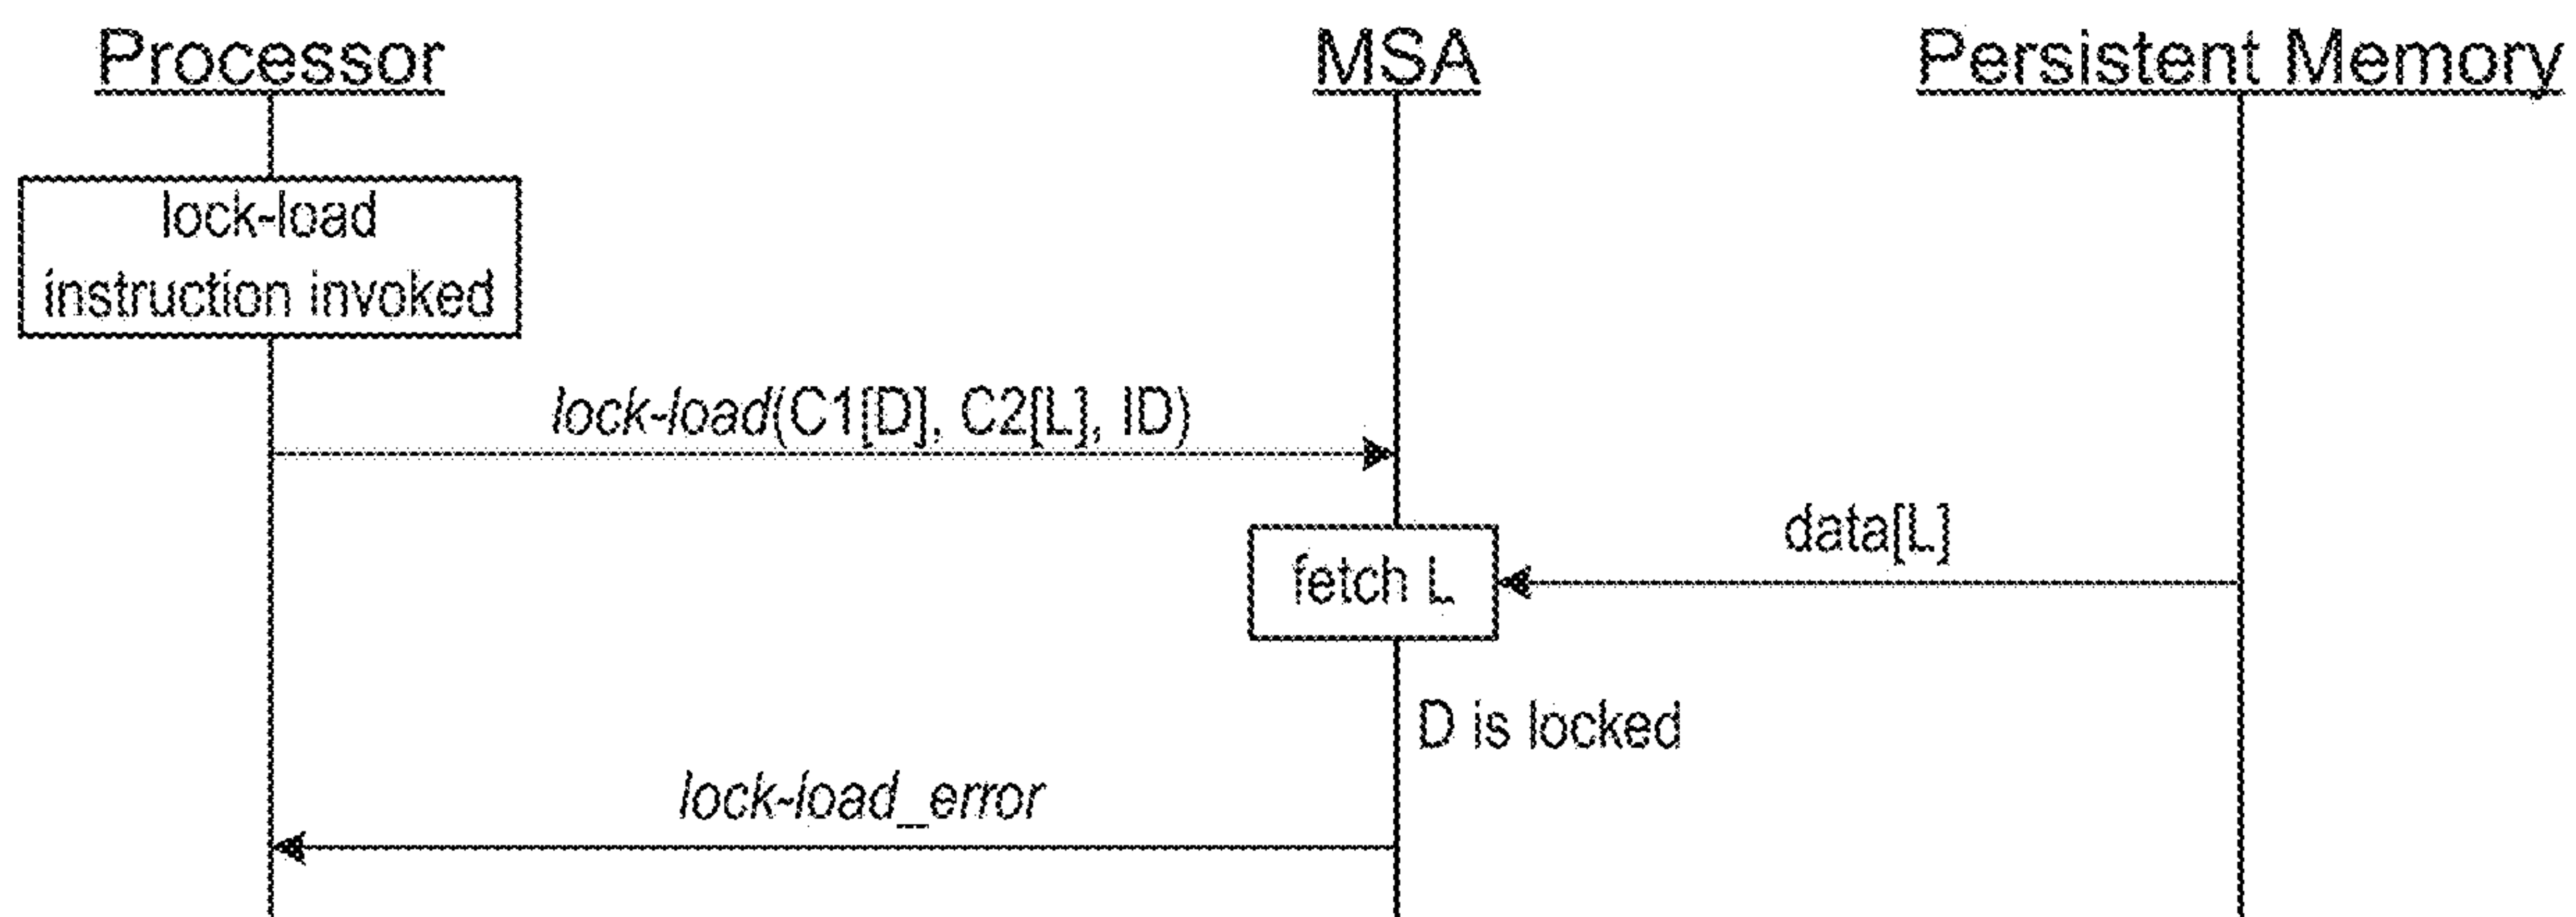 Processor
MSA
Persistent Memory
lock-load
instruction invoked
lock-load(C1[D], C2[L], ID)
data[L]
fetch L
D is locked
lock-load_error